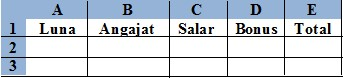 A B C D E
1 Luna Angajat Salar Bonus Total
2
3